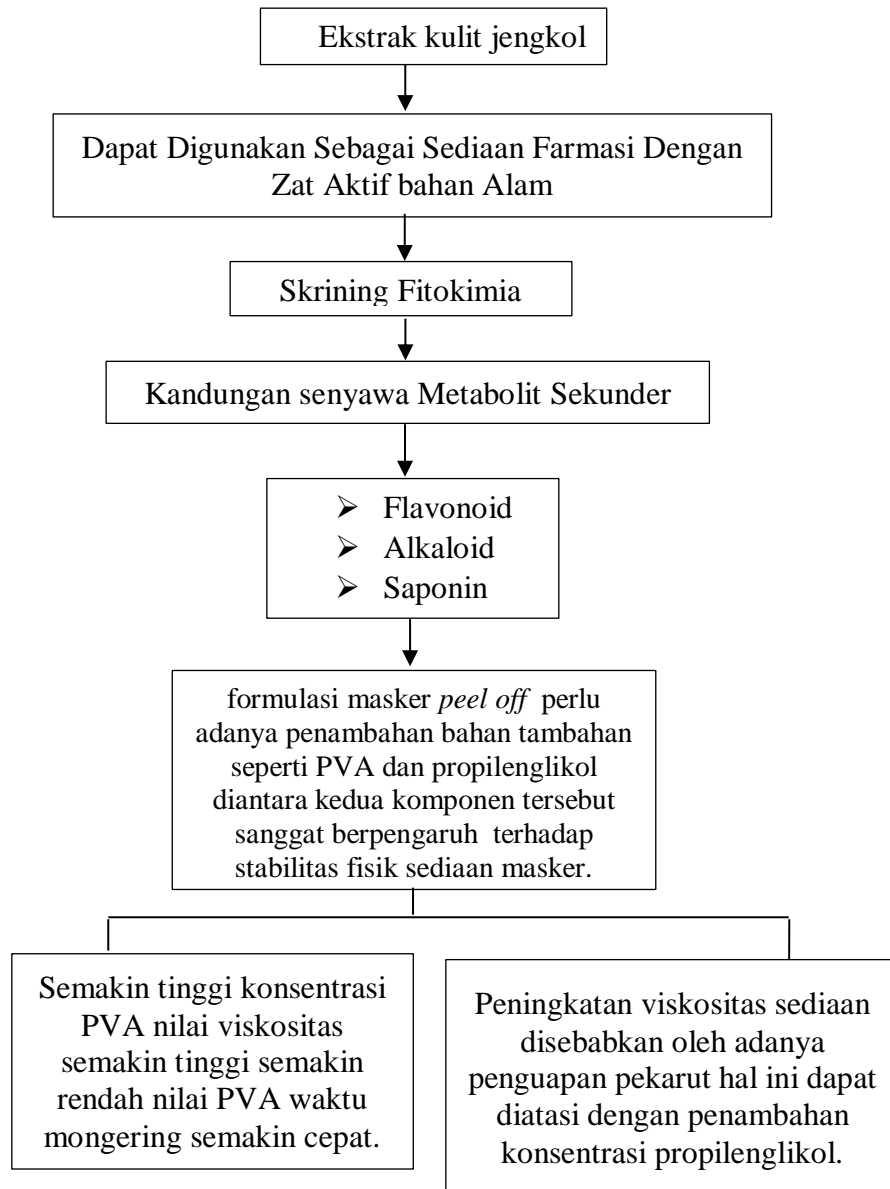 Ekstrak kulit jengkol
Dapat Digunakan Sebagai Sediaan Farmasi Dengan
Zat Aktif bahan Alam
Skrining Fitokimia
Kandungan senyawa Metabolit Sekunder
➢ Flavonoid
➢ Alkaloid
➢ Saponin
formulasi masker peel off perlu
adanya penambahan bahan tambahan
seperti PVA dan propilenglikol
diantara kedua komponen tersebut
sanggat berpengaruh terhadap
stabilitas fisik sediaan masker.
Semakin tinggi konsentrasi
PVA nilai viskositas
semakin tinggi semakin
rendah nilai PVA waktu
mongering semakin cepat.
Peningkatan viskositas sediaan
disebabkan oleh adanya
penguapan pekarut hal ini dapat
diatasi dengan penambahan
konsentrasi propilenglikol.